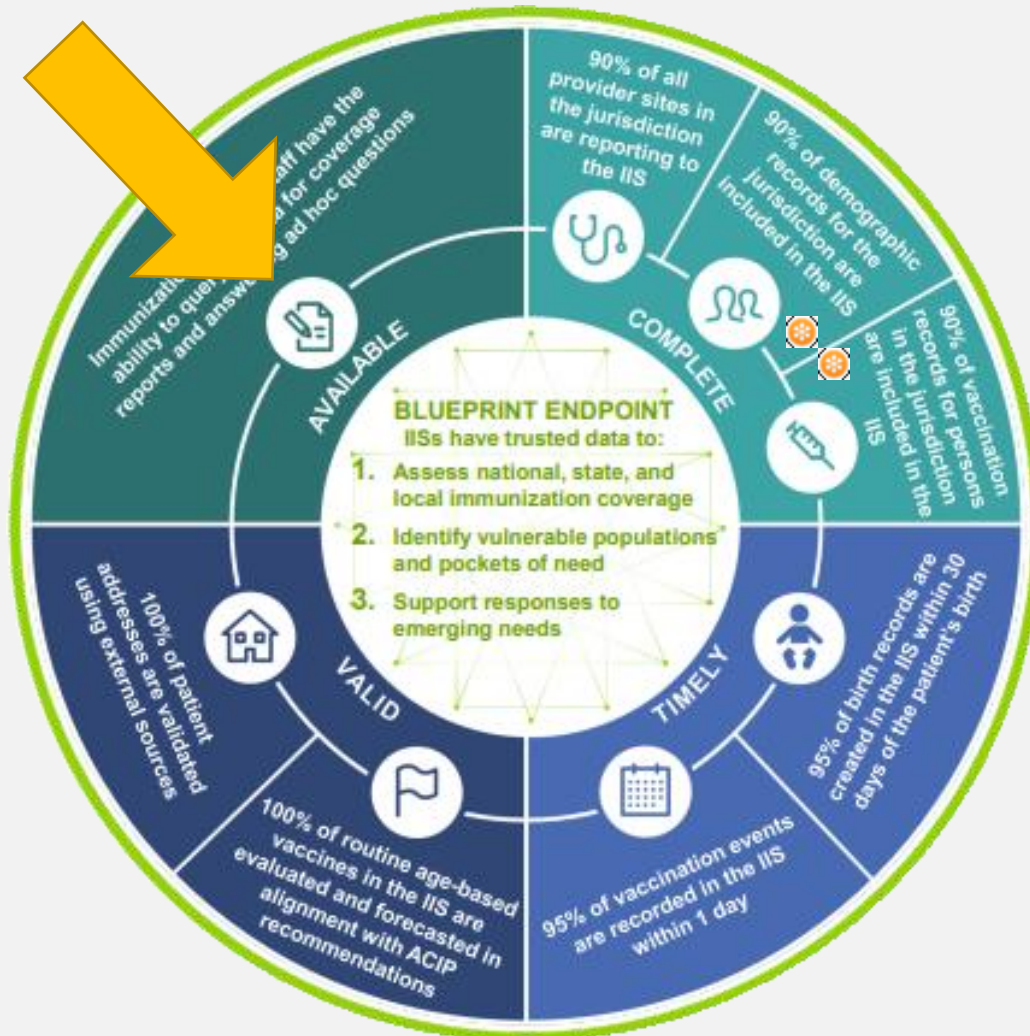 aff have the
Immunization
ability to query for coverage
reports and answer ad hoc questions
AVAILABLE
90% of all
provider sites in
the jurisdiction
are reporting to
the IIS
90% of demographic
records for the
jurisdiction are
included in the IIS
90% of vaccination
records for persons
in the jurisdiction
are included in the
IIS
COMPLETE
BLUEPRINT ENDPOINT
IISs have trusted data to:
1. Assess national, state, and
local immunization coverage
2. Identify vulnerable populations
and pockets of need
3. Support responses to
emerging needs
95% of birth records are
created in the IIS within 30
days of the patient's birth
TIMELY
95% of vaccination events
are recorded in the IIS
within 1 day
VALID
100% of routine age-based
vaccines in the IIS are
evaluated and forecasted in
alignment with ACIP
recommendations
100% of patient
addresses are validated
using external sources